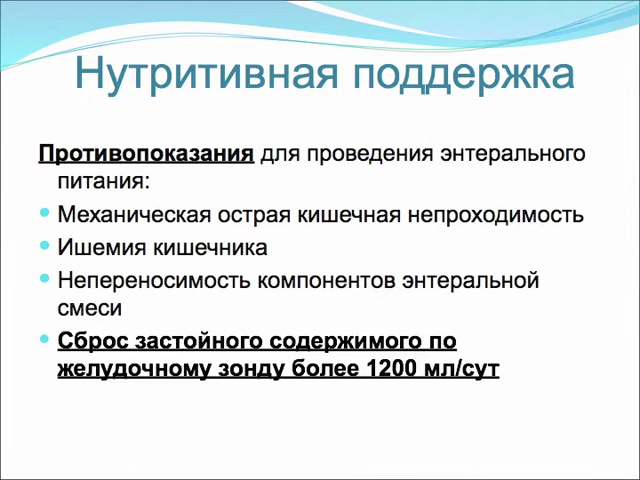 Нутритивная поддержка
Противопоказания для проведения энтерального
питания:
Механическая острая кишечная непроходимость
Ишемия кишечника
Непереносимость компонентов энтеральной
смеси
Сброс застойного содержимого по
желудочному зонду более 1200 мл/сут